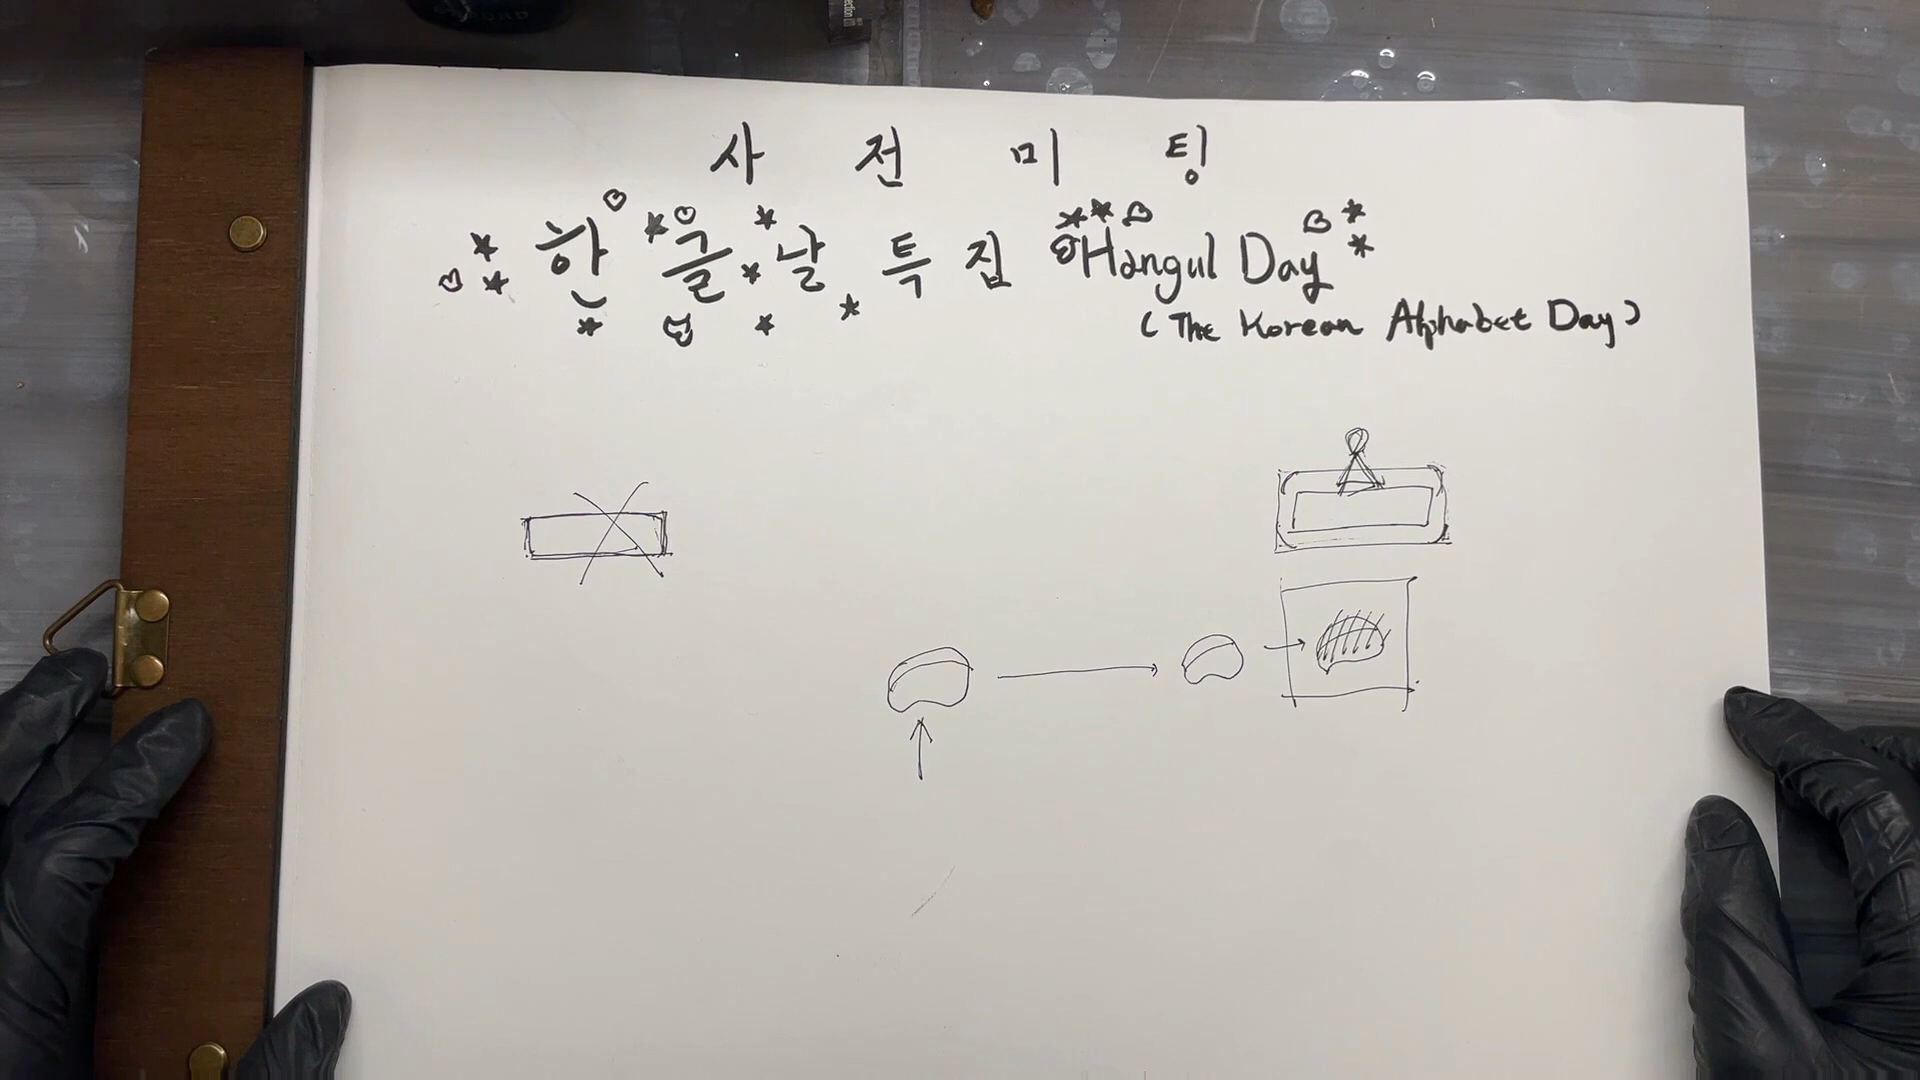 사 전 미 팅
한 글 날 특 집 Hangul Day
(The Korean Alphabet Day)